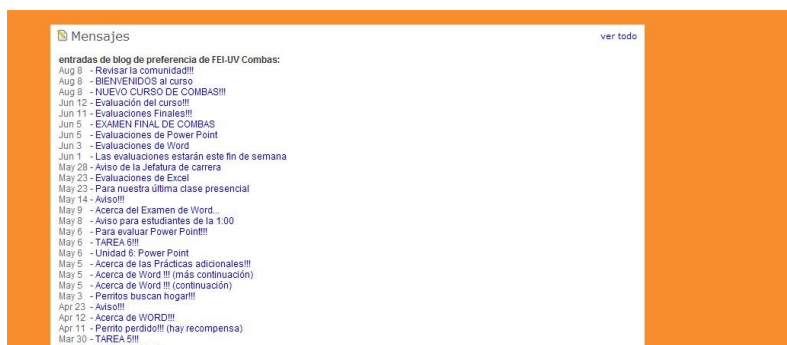 Mensajes
ver todo
entradas de blog de preferencia de FEI-UV Combas:
Aug 8 - Revisar la comunidad!!!
Aug 8 - BIENVENIDOS al curso
Aug 8 - NUEVO CURSO DE COMBAS!!!
Jun 12 - Evaluación del curso!!!
Jun 11 - Evaluaciones Finales!!!
Jun 5 - EXAMEN FINAL DE COMBAS
Jun 5 - Evaluaciones de Power Point
Jun 3 - Evaluaciones de Word
Jun 1 - Las evaluaciones estarán este fin de semana
May 28 - Aviso de la Jefatura de carrera
May 23 - Evaluaciones de Excel
May 23 - Para nuestra última clase presencial
May 14 - Aviso!!!
May 9 - Acerca del Examen de Word...
May 8 - Aviso para estudiantes de la 1:00
May 6 - Para evaluar Power Point!!!
May 6 - TAREA 6!!!
May 6 - Unidad 6: Power Point
May 5 - Acerca de las Prácticas adicionales!!!
May 5 - Acerca de Word !!! (más continuación)
May 5 - Acerca de Word !!! (continuación)
May 3 - Perritos buscan hogar!!!
Apr 23 - Aviso!!!
Apr 12 - Acerca de WORD!!!
Apr 11 - Perrito perdido!!! (hay recompensa)
Mar 30 - TAREA 5!!!